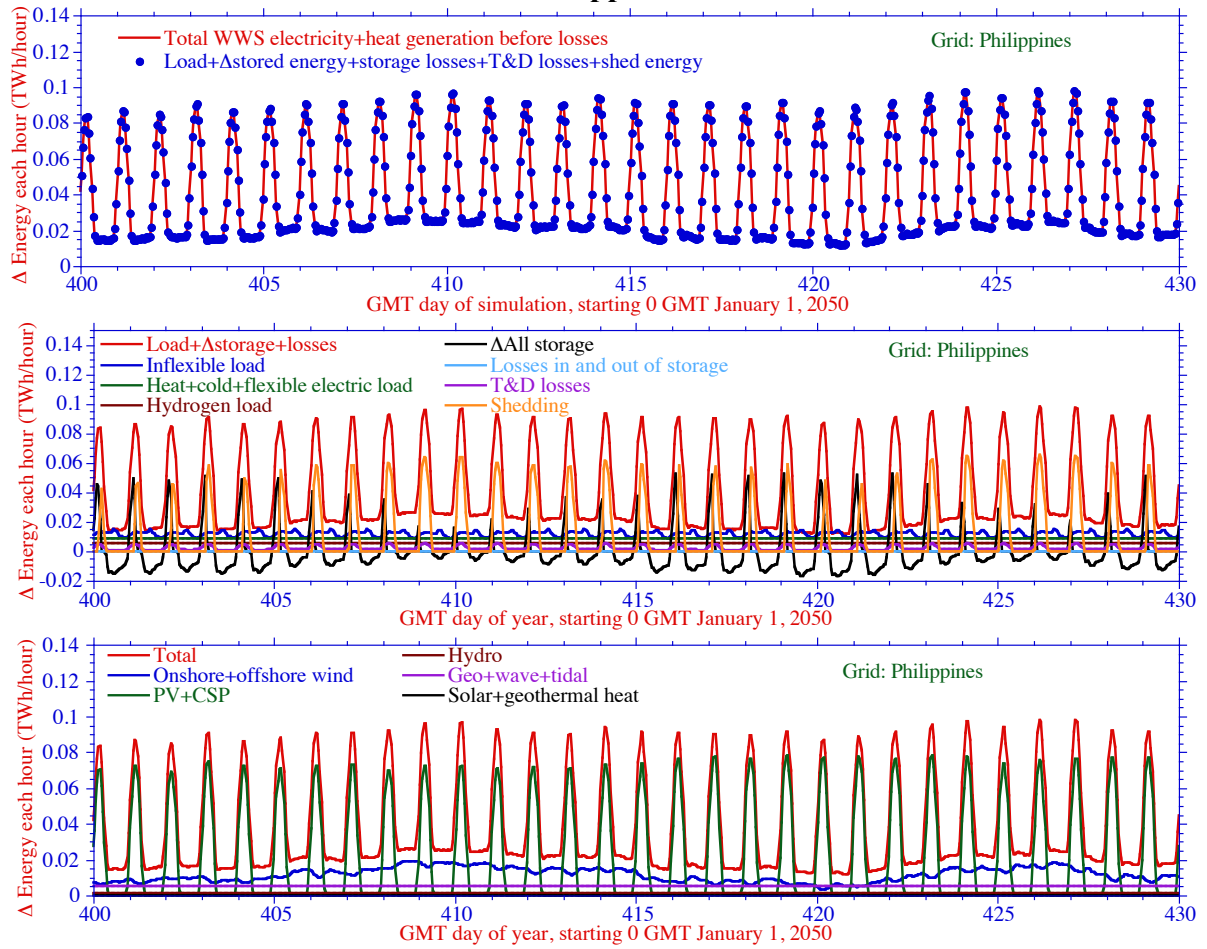 0.14
0.12
0.1
0.08
0.06
0.04
0.02
0
Δ Energy each hour (TWh/hour)
Total WWS electricity+heat generation before losses
Load+Δstored energy+storage losses+T&D losses+shed energy
Grid: Philippines
400 405 410 415 420 425 430
GMT day of simulation, starting 0 GMT January 1, 2050
0.14
0.12
0.1
0.08
0.06
0.04
0.02
0
-0.02
Δ Energy each hour (TWh/hour)
Load+Δstorage+losses
Inflexible load
Heat+cold+flexible electric load
Hydrogen load
ΔAll storage
Losses in and out of storage
T&D losses
Shedding
Grid: Philippines
400 405 410 415 420 425 430
GMT day of year, starting 0 GMT January 1, 2050
0.14
0.12
0.1
0.08
0.06
0.04
0.02
0
Δ Energy each hour (TWh/hour)
Total
Onshore+offshore wind
PV+CSP
Hydro
Geo+wave+tidal
Solar+geothermal heat
Grid: Philippines
400 405 410 415 420 425 430
GMT day of year, starting 0 GMT January 1, 2050